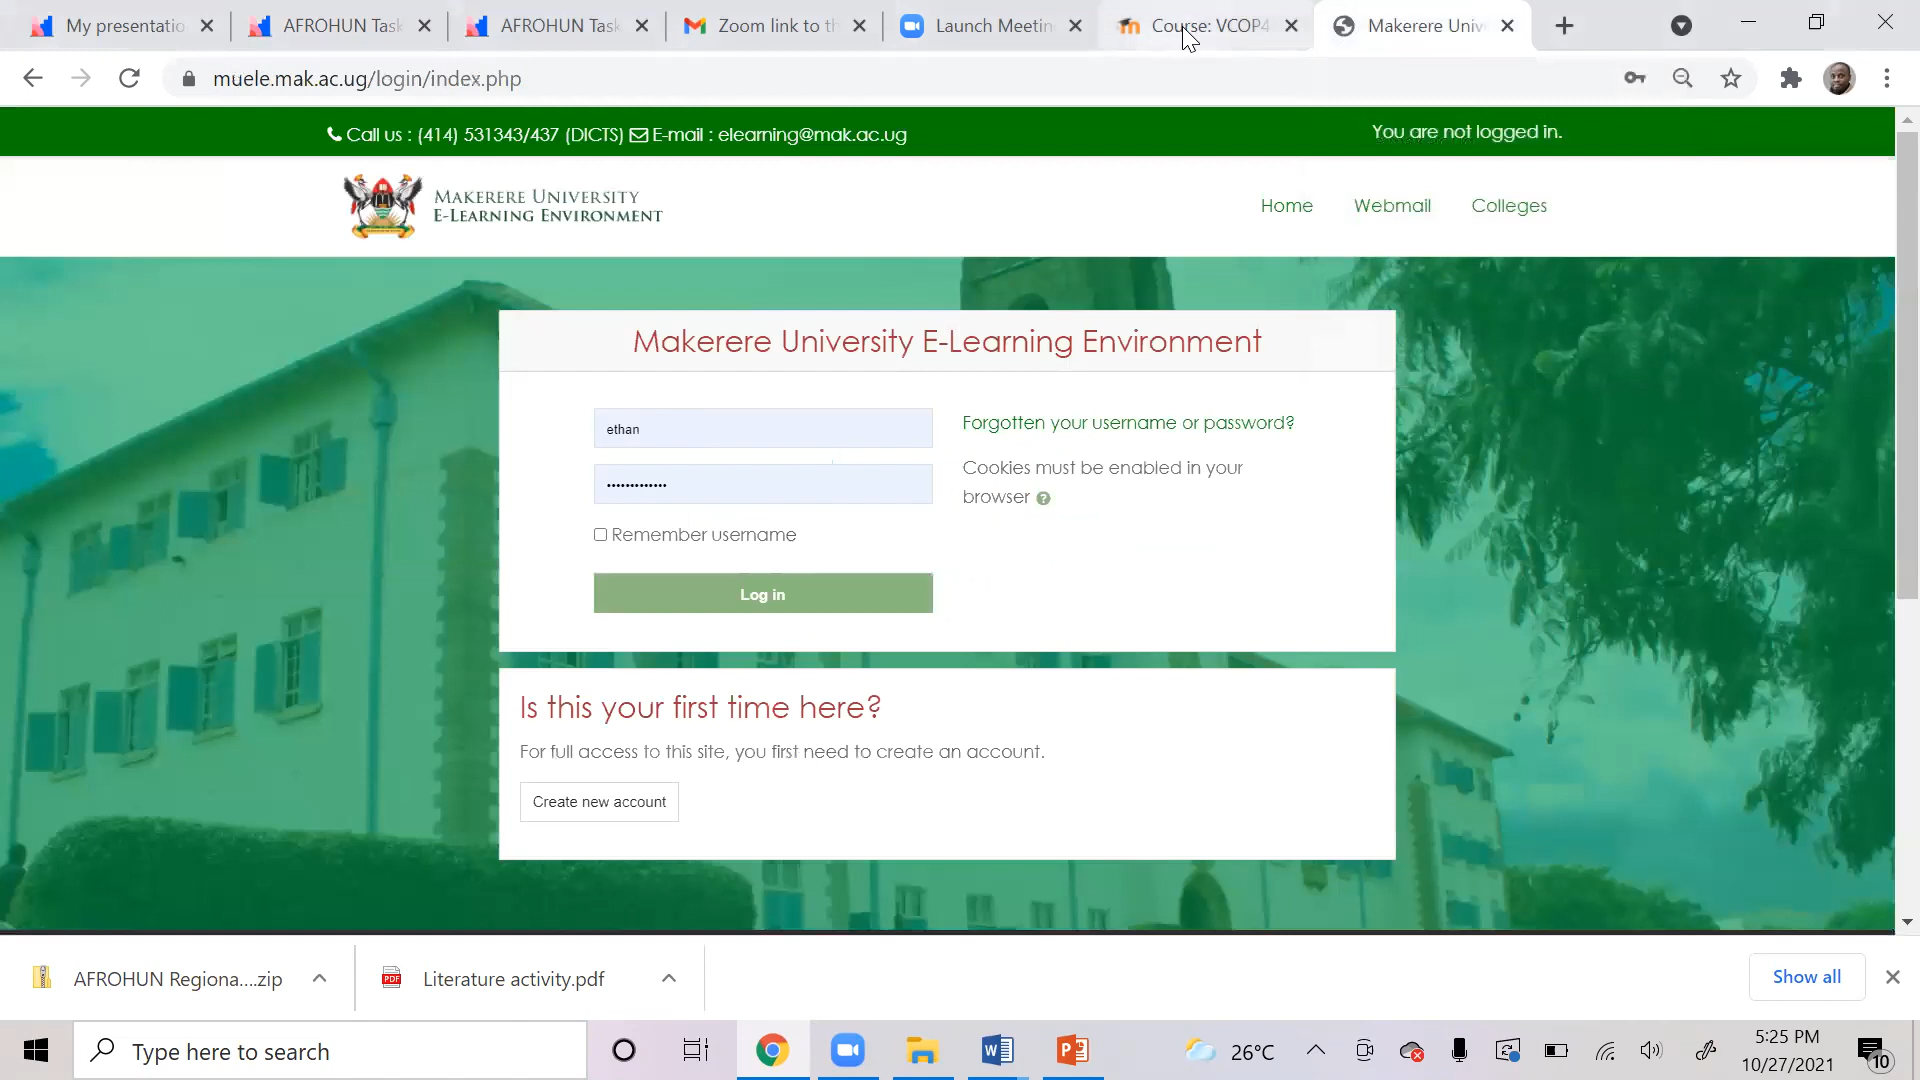 My presentatio
AFROHUN Task
AFROHUN Task
Zoom link to th
Launch Meetin
Course: VCOP4
Makerere Univ
muele.mak.ac.ug/login/index.php
Call us : (414) 531343/437 (DICTS) E-mail : elearning@mak.ac.ug
You are not logged in.
MAKERERE UNIVERSITY
E-LEARNING ENVIRONMENT
Home
Webmail
Colleges
Makerere University E-Learning Environment
ethan
•••••••••••••
Remember username
Log in
Forgotten your username or password?
Cookies must be enabled in your
browser ?
Is this your first time here?
For full access to this site, you first need to create an account.
Create new account
AFROHUN Regiona....zip
PDF
Literature activity.pdf
Show all
Type here to search
26°C
5:25 PM
10/27/2021
10